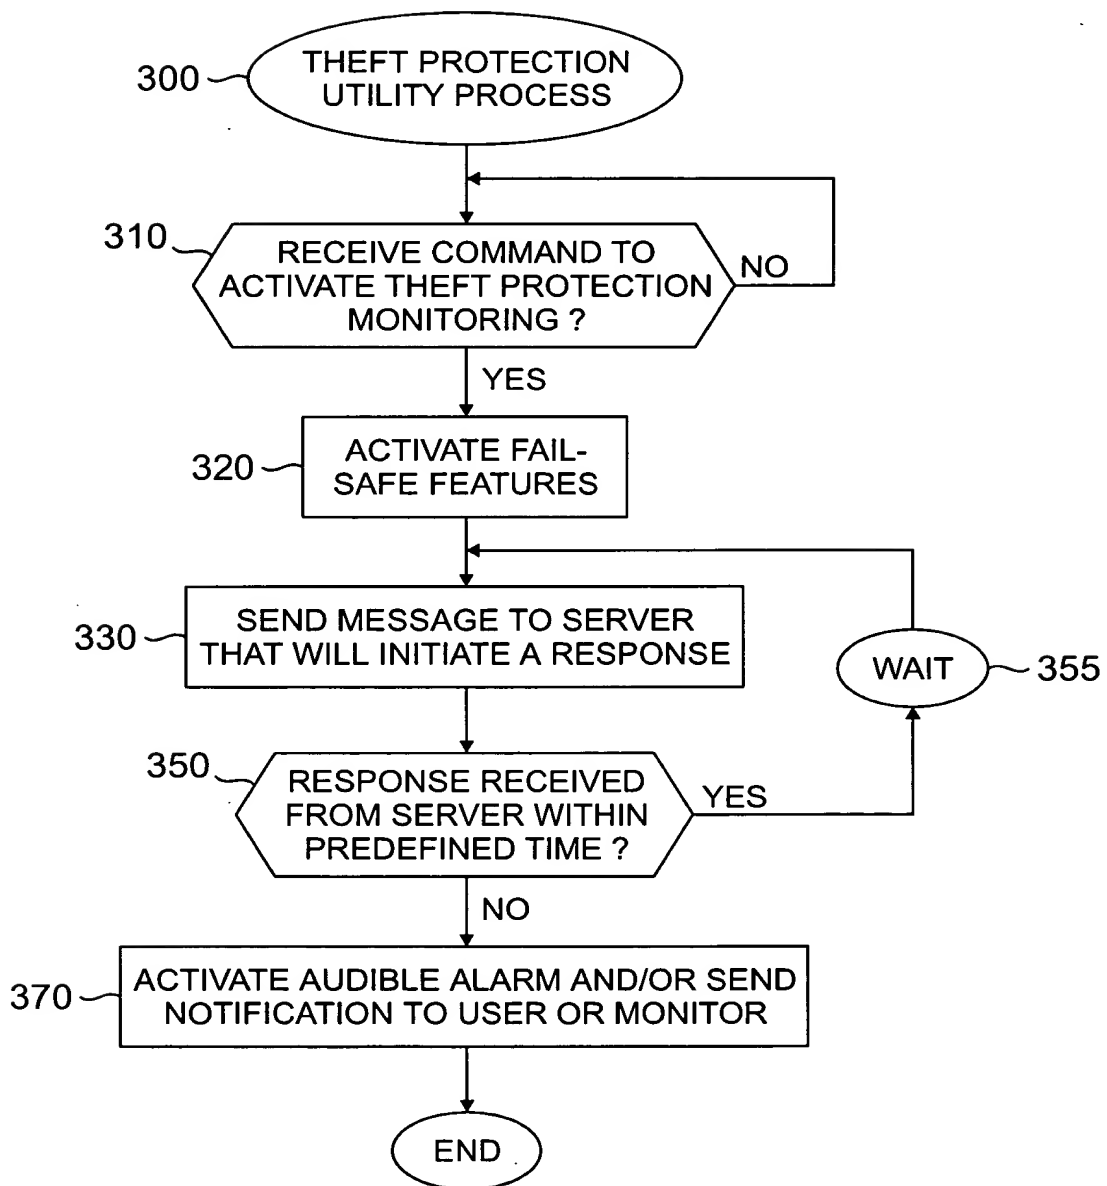 300
THEFT PROTECTION
UTILITY PROCESS
310
RECEIVE COMMAND TO
ACTIVATE THEFT PROTECTION
MONITORING ?
NO
YES
320
ACTIVATE FAIL-
SAFE FEATURES
330
SEND MESSAGE TO SERVER
THAT WILL INITIATE A RESPONSE
WAIT
355
350
RESPONSE RECEIVED
FROM SERVER WITHIN
PREDEFINED TIME ?
YES
NO
370
ACTIVATE AUDIBLE ALARM AND/OR SEND
NOTIFICATION TO USER OR MONITOR
END